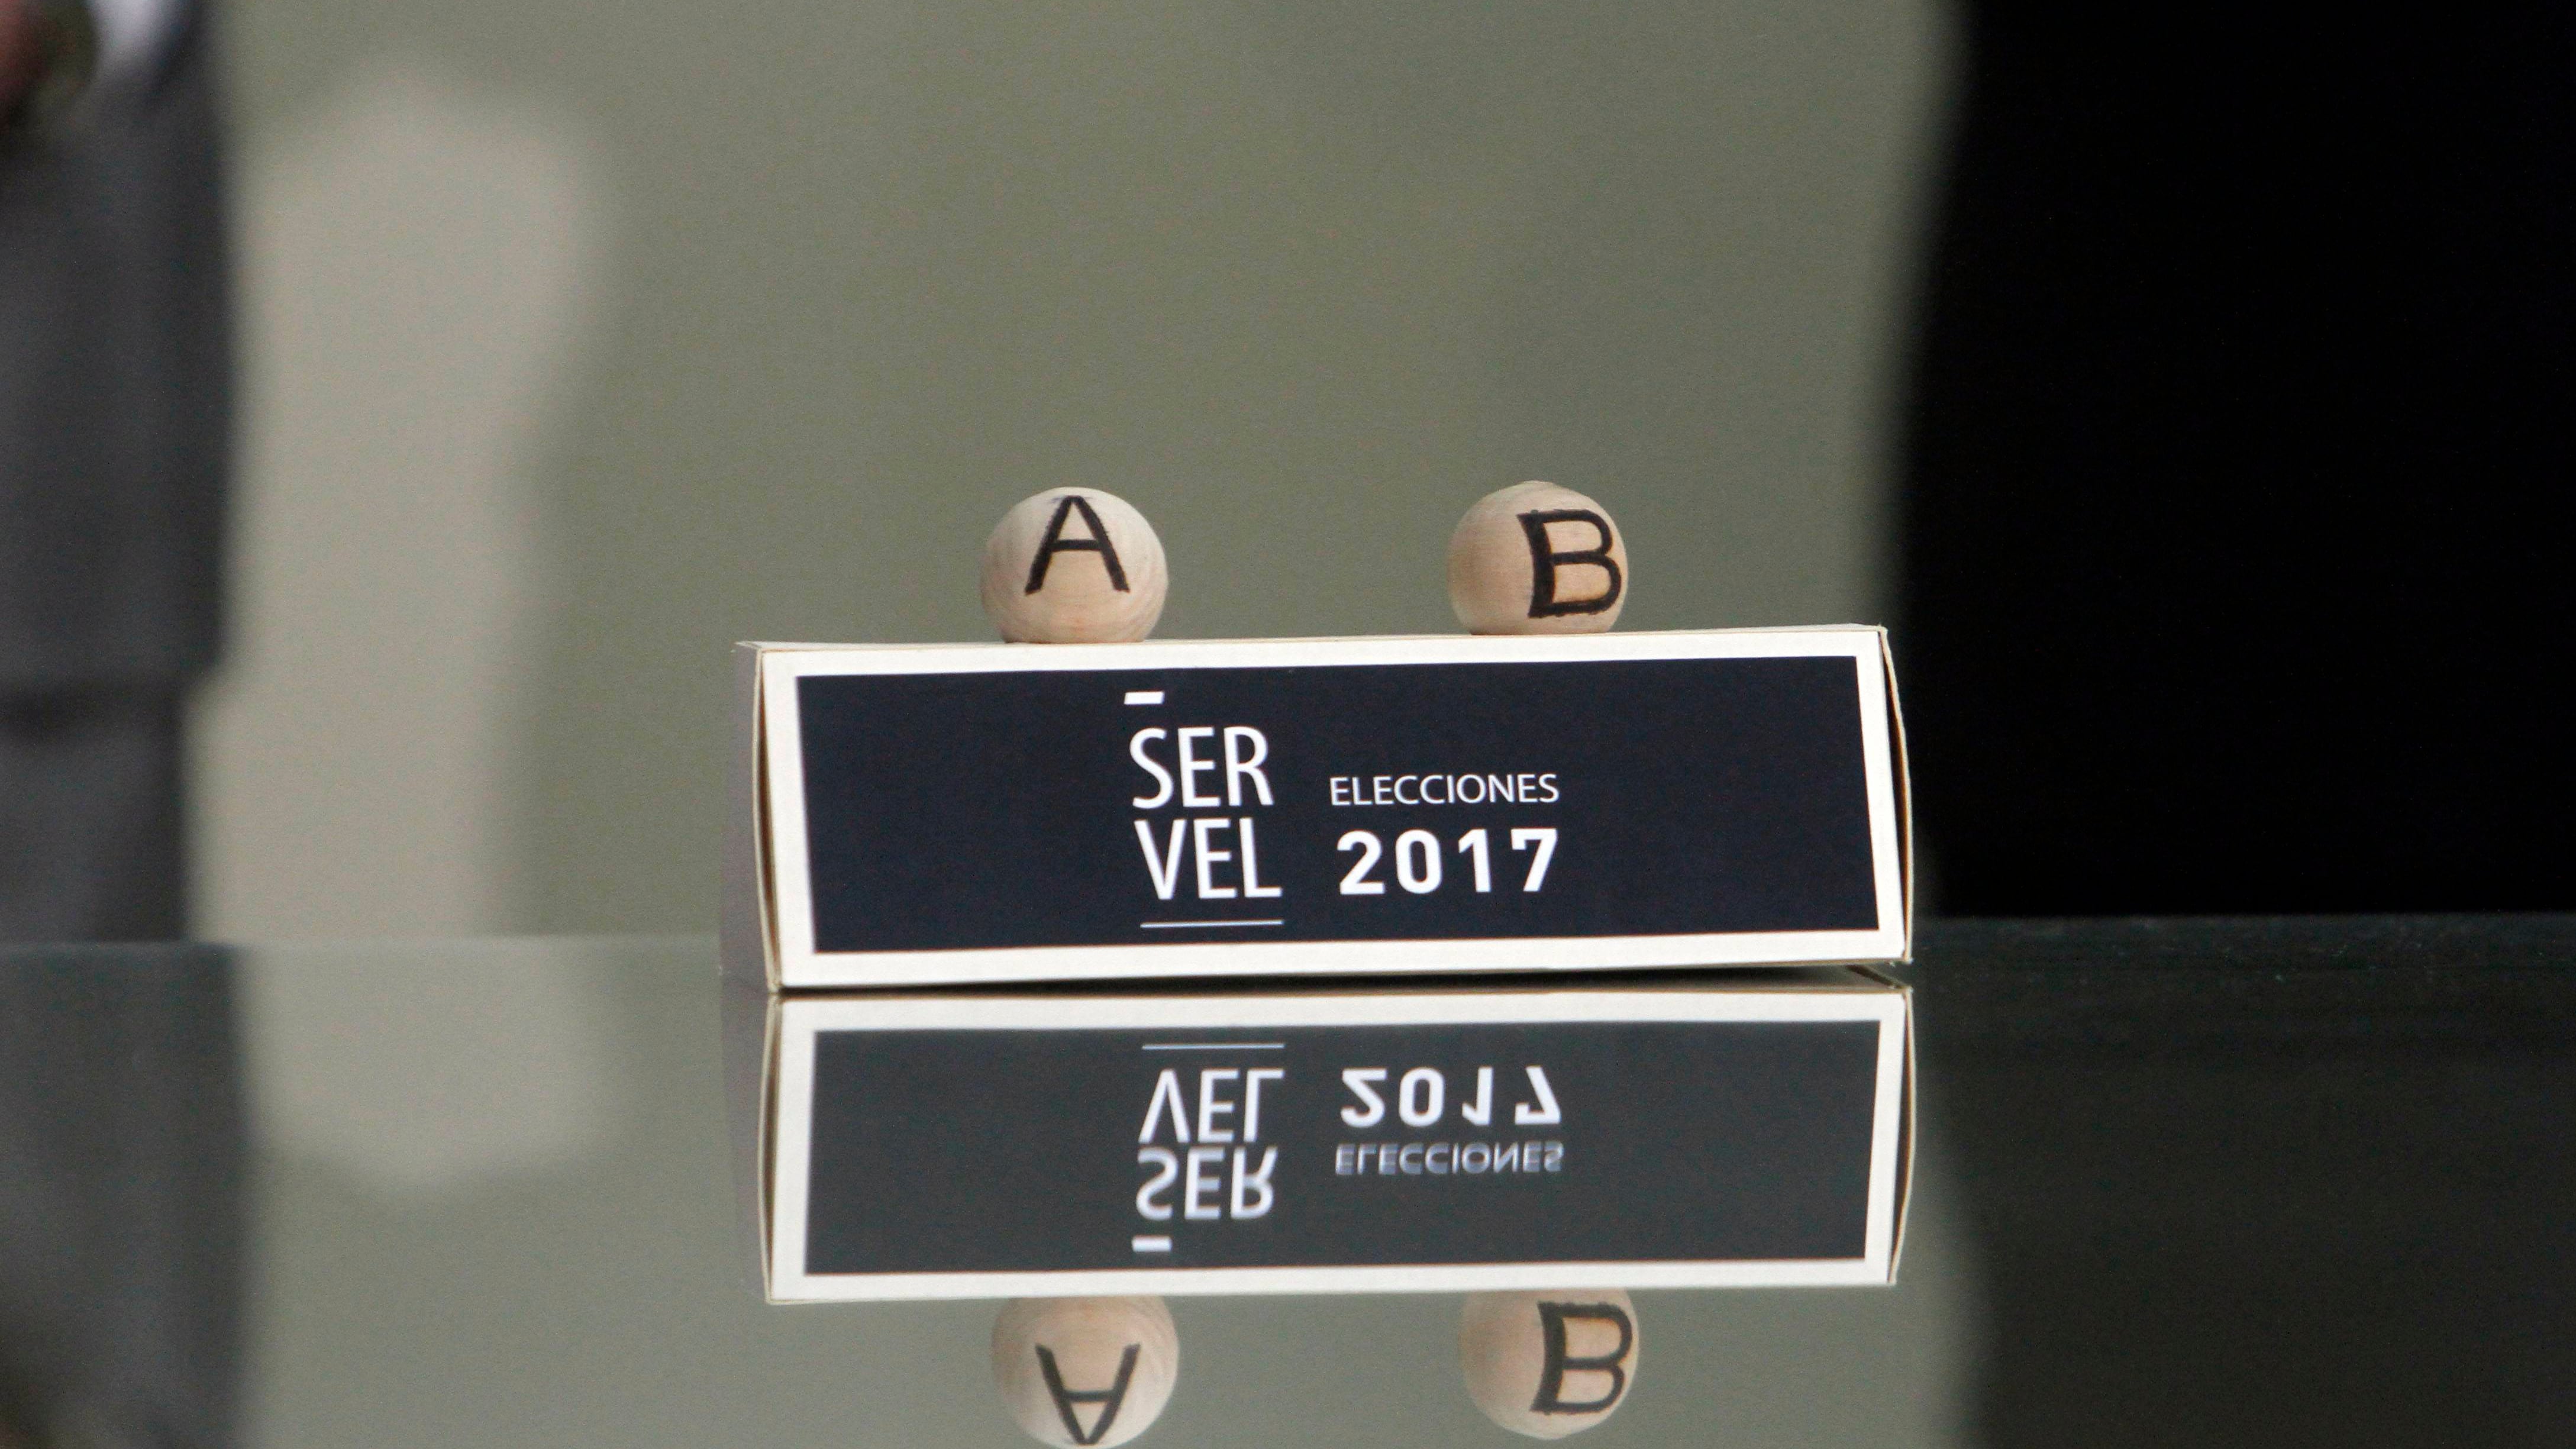 A
B
SER
VEL
ELECCIONES
2017